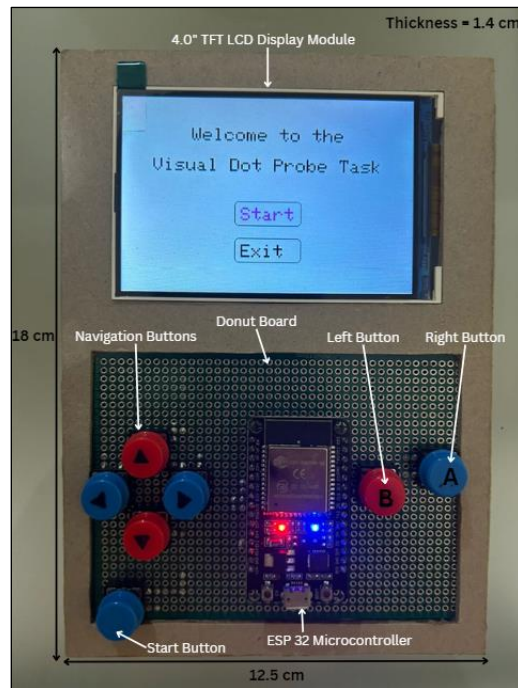 Thickness = 1.4 cm
4.0" TFT LCD Display Module
Welcome to the
Visual Dot Probe Task
Start
Exit
18 cm
Donut Board
Navigation Buttons
Left Button
Right Button
A
B
ESP 32 Microcontroller
Start Button
12.5 cm